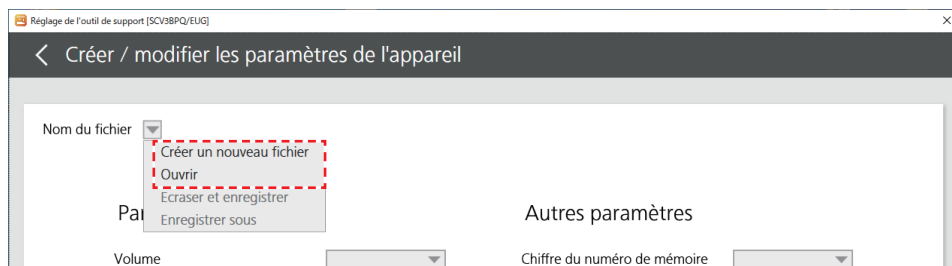 Réglage de l'outil de support [SCV3BPQ/EUG]
Créer / modifier les paramètres de l'appareil
Nom du fichier
Créer un nouveau fichier
Ouvrir
Ecraser et enregistrer
Enregistrer sous
Pa
Autres paramètres
Volume
Chiffre du numéro de mémoire